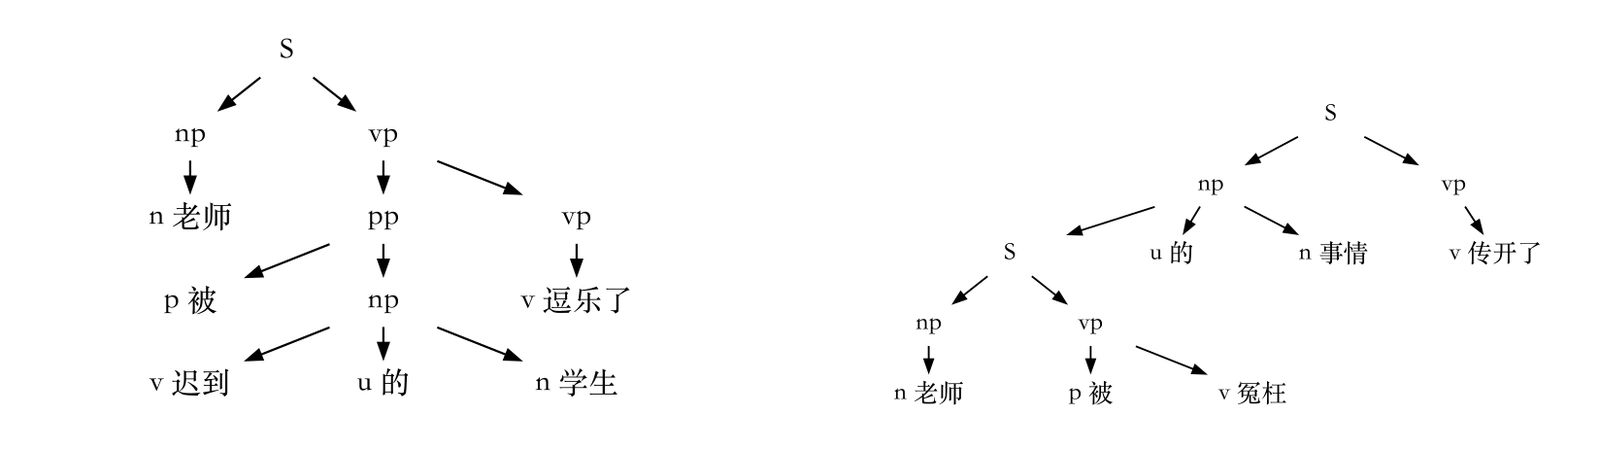 S
np vp
n 老师 pp vp
p 被 np v 逗乐了
v 迟到 u 的 n 学生
S
np vp
S u 的 n 事情 v 传开了
np vp
n 老师 p 被 v 冤枉